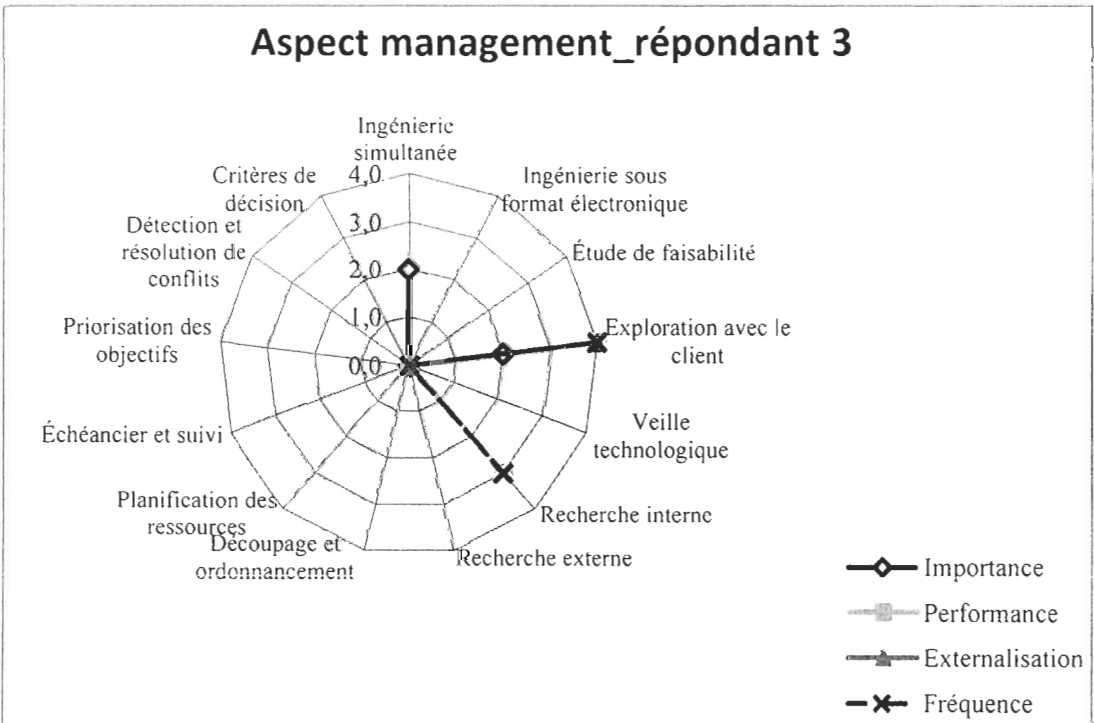 Aspect management_répondant 3
Ingénierie
simultanée
Ingénierie sous
format électronique
Étude de faisabilité
Exploration avec le
client
Veille
technologique
Recherche interne
Recherche externe
Découpage et
ordonnancement
Planification des
ressources
Échéancier et suivi
Priorisation des
objectifs
Détection et
résolution de
conflits
Critères de
décision
4,0
3,0
2,0
1,0
0,0
Importance
Performance
Externalisation
Fréquence